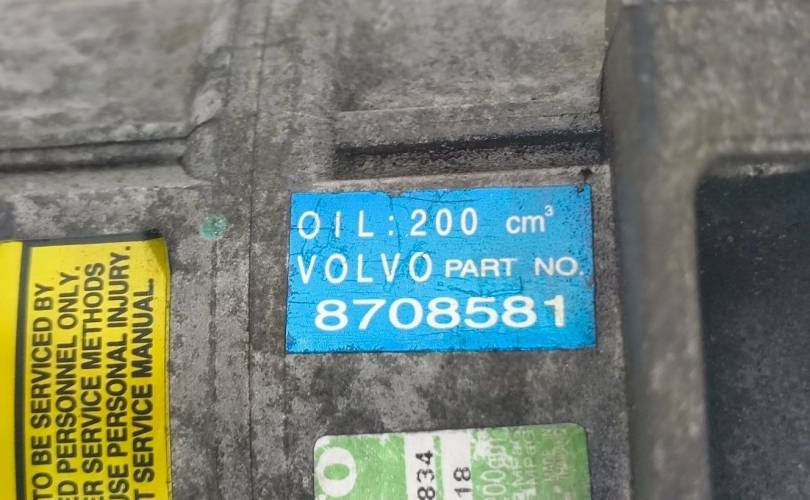 OIL: 200 cm³
VOLVO PART NO.
8708581
TO BE SERVICED BY
ED PERSONNEL ONLY.
ER SERVICE METHODS
USE PERSONAL INJURY.
T SERVICE MANUAL.
834
18